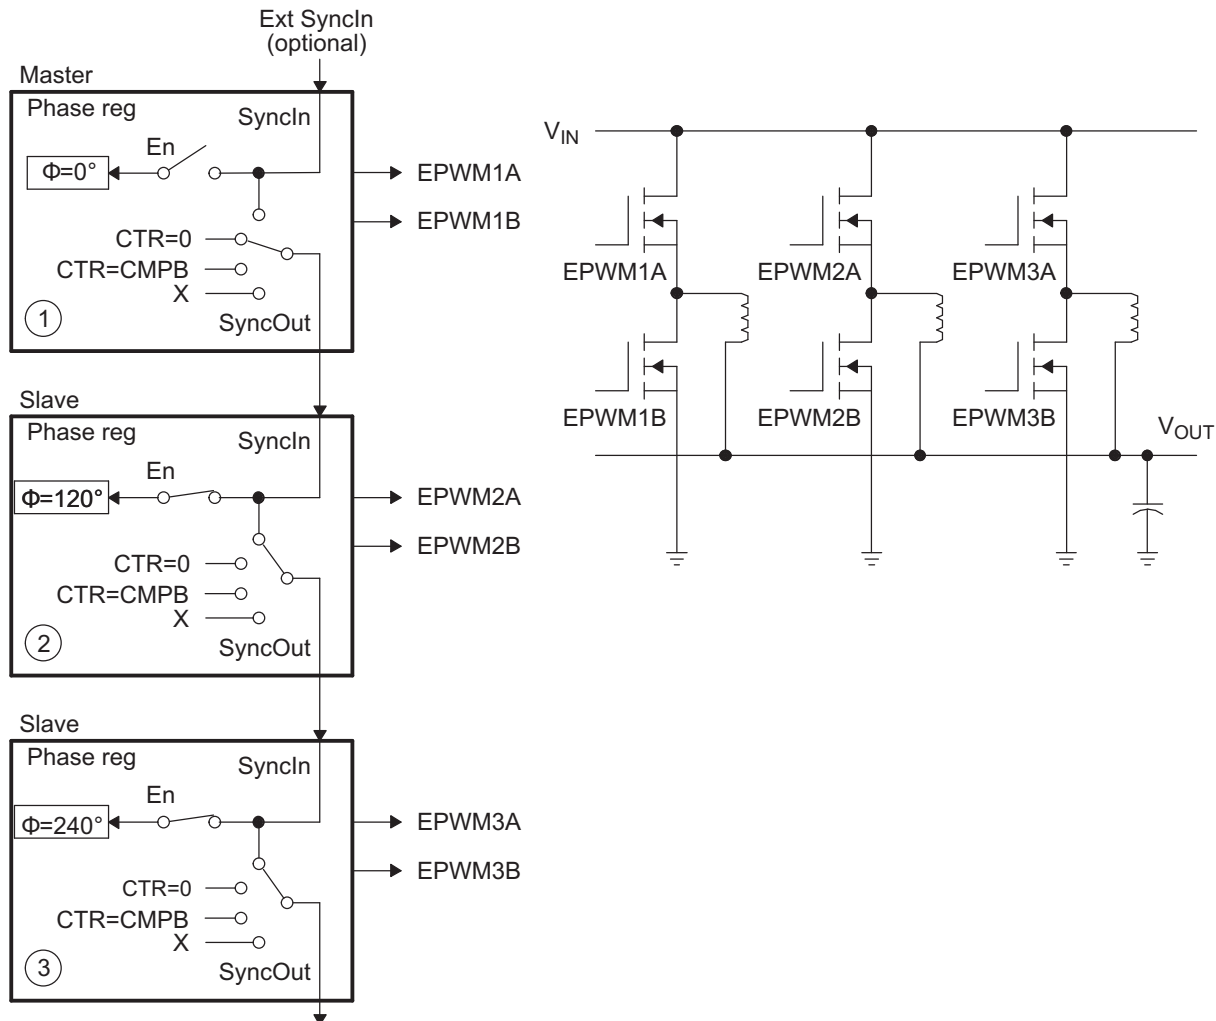 Ext SyncIn
(optional)
Master
Phase reg
SyncIn
En
Φ=0°
EPWM1A
EPWM1B
CTR=0
CTR=CMPB
X
1
SyncOut
Slave
Phase reg
SyncIn
En
Φ=120°
EPWM2A
EPWM2B
CTR=0
CTR=CMPB
X
2
SyncOut
Slave
Phase reg
SyncIn
En
Φ=240°
EPWM3A
EPWM3B
CTR=0
CTR=CMPB
X
3
SyncOut
VIN
EPWM1A
EPWM2A
EPWM3A
EPWM1B
EPWM2B
EPWM3B
VOUT